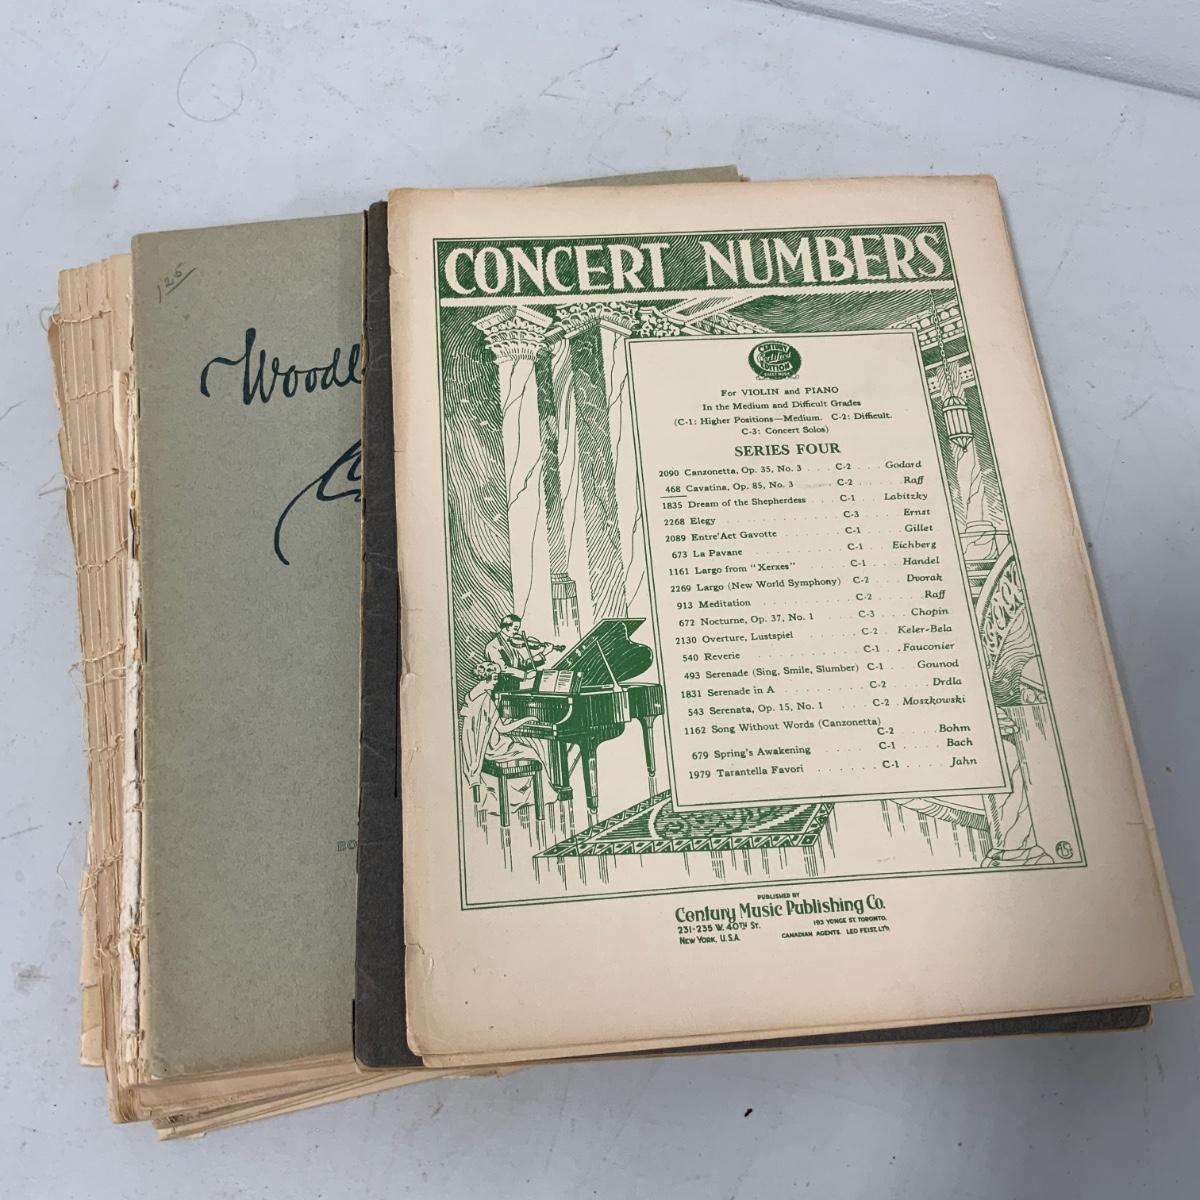 125
Woodl
BO
CONCERT NUMBERS
CENTURY
Certified
EDITION
SHEET MUSIC
For VIOLIN and PIANO
In the Medium and Difficult Grades
(C-1: Higher Positions—Medium. C-2: Difficult.
C-3: Concert Solos)
SERIES FOUR
2090 Canzonetta, Op. 35, No. 3 . . . C-2 . . . Godard
468 Cavatina, Op. 85, No. 3 C-2 . . . Raff
1835 Dream of the Shepherdess . . . C-1 . . . Labitzky
2268 Elegy . . . C-3 . . . Ernst
2089 Entre'Act Gavotte . . . C-1 . . . Gillet
673 La Pavane . . . C-1 . . . Eichberg
1161 Largo from "Xerxes" . . . C-1 . . . Handel
2269 Largo (New World Symphony) C-2 . . . Dvorak
913 Meditation . . . C-2 . . . Raff
672 Nocturne, Op. 37, No. 1 . . . C-3 . . . Chopin
2130 Overture, Lustspiel . . . C-2 . Keler-Bela
540 Reverie . . . C-1 . . Fauconier
493 Serenade (Sing, Smile, Slumber) C-1 . . . Gounod
1831 Serenade in A . . . C-2 . . . Drdla
543 Serenata, Op. 15, No. 1 . . . C-2 . Moszkowski
1162 Song Without Words (Canzonetta)
C-2 . . . Bohm
679 Spring's Awakening . . . C-1 . . . Bach
1979 Tarantella Favori . . . C-1 . . . Jahn
PUBLISHED BY
Century Music Publishing Co.
231-235 W. 40TH ST. 193 YONGE ST. TORONTO.
NEW YORK, U.S.A. CANADIAN AGENTS. LEO FEIST, LTD.